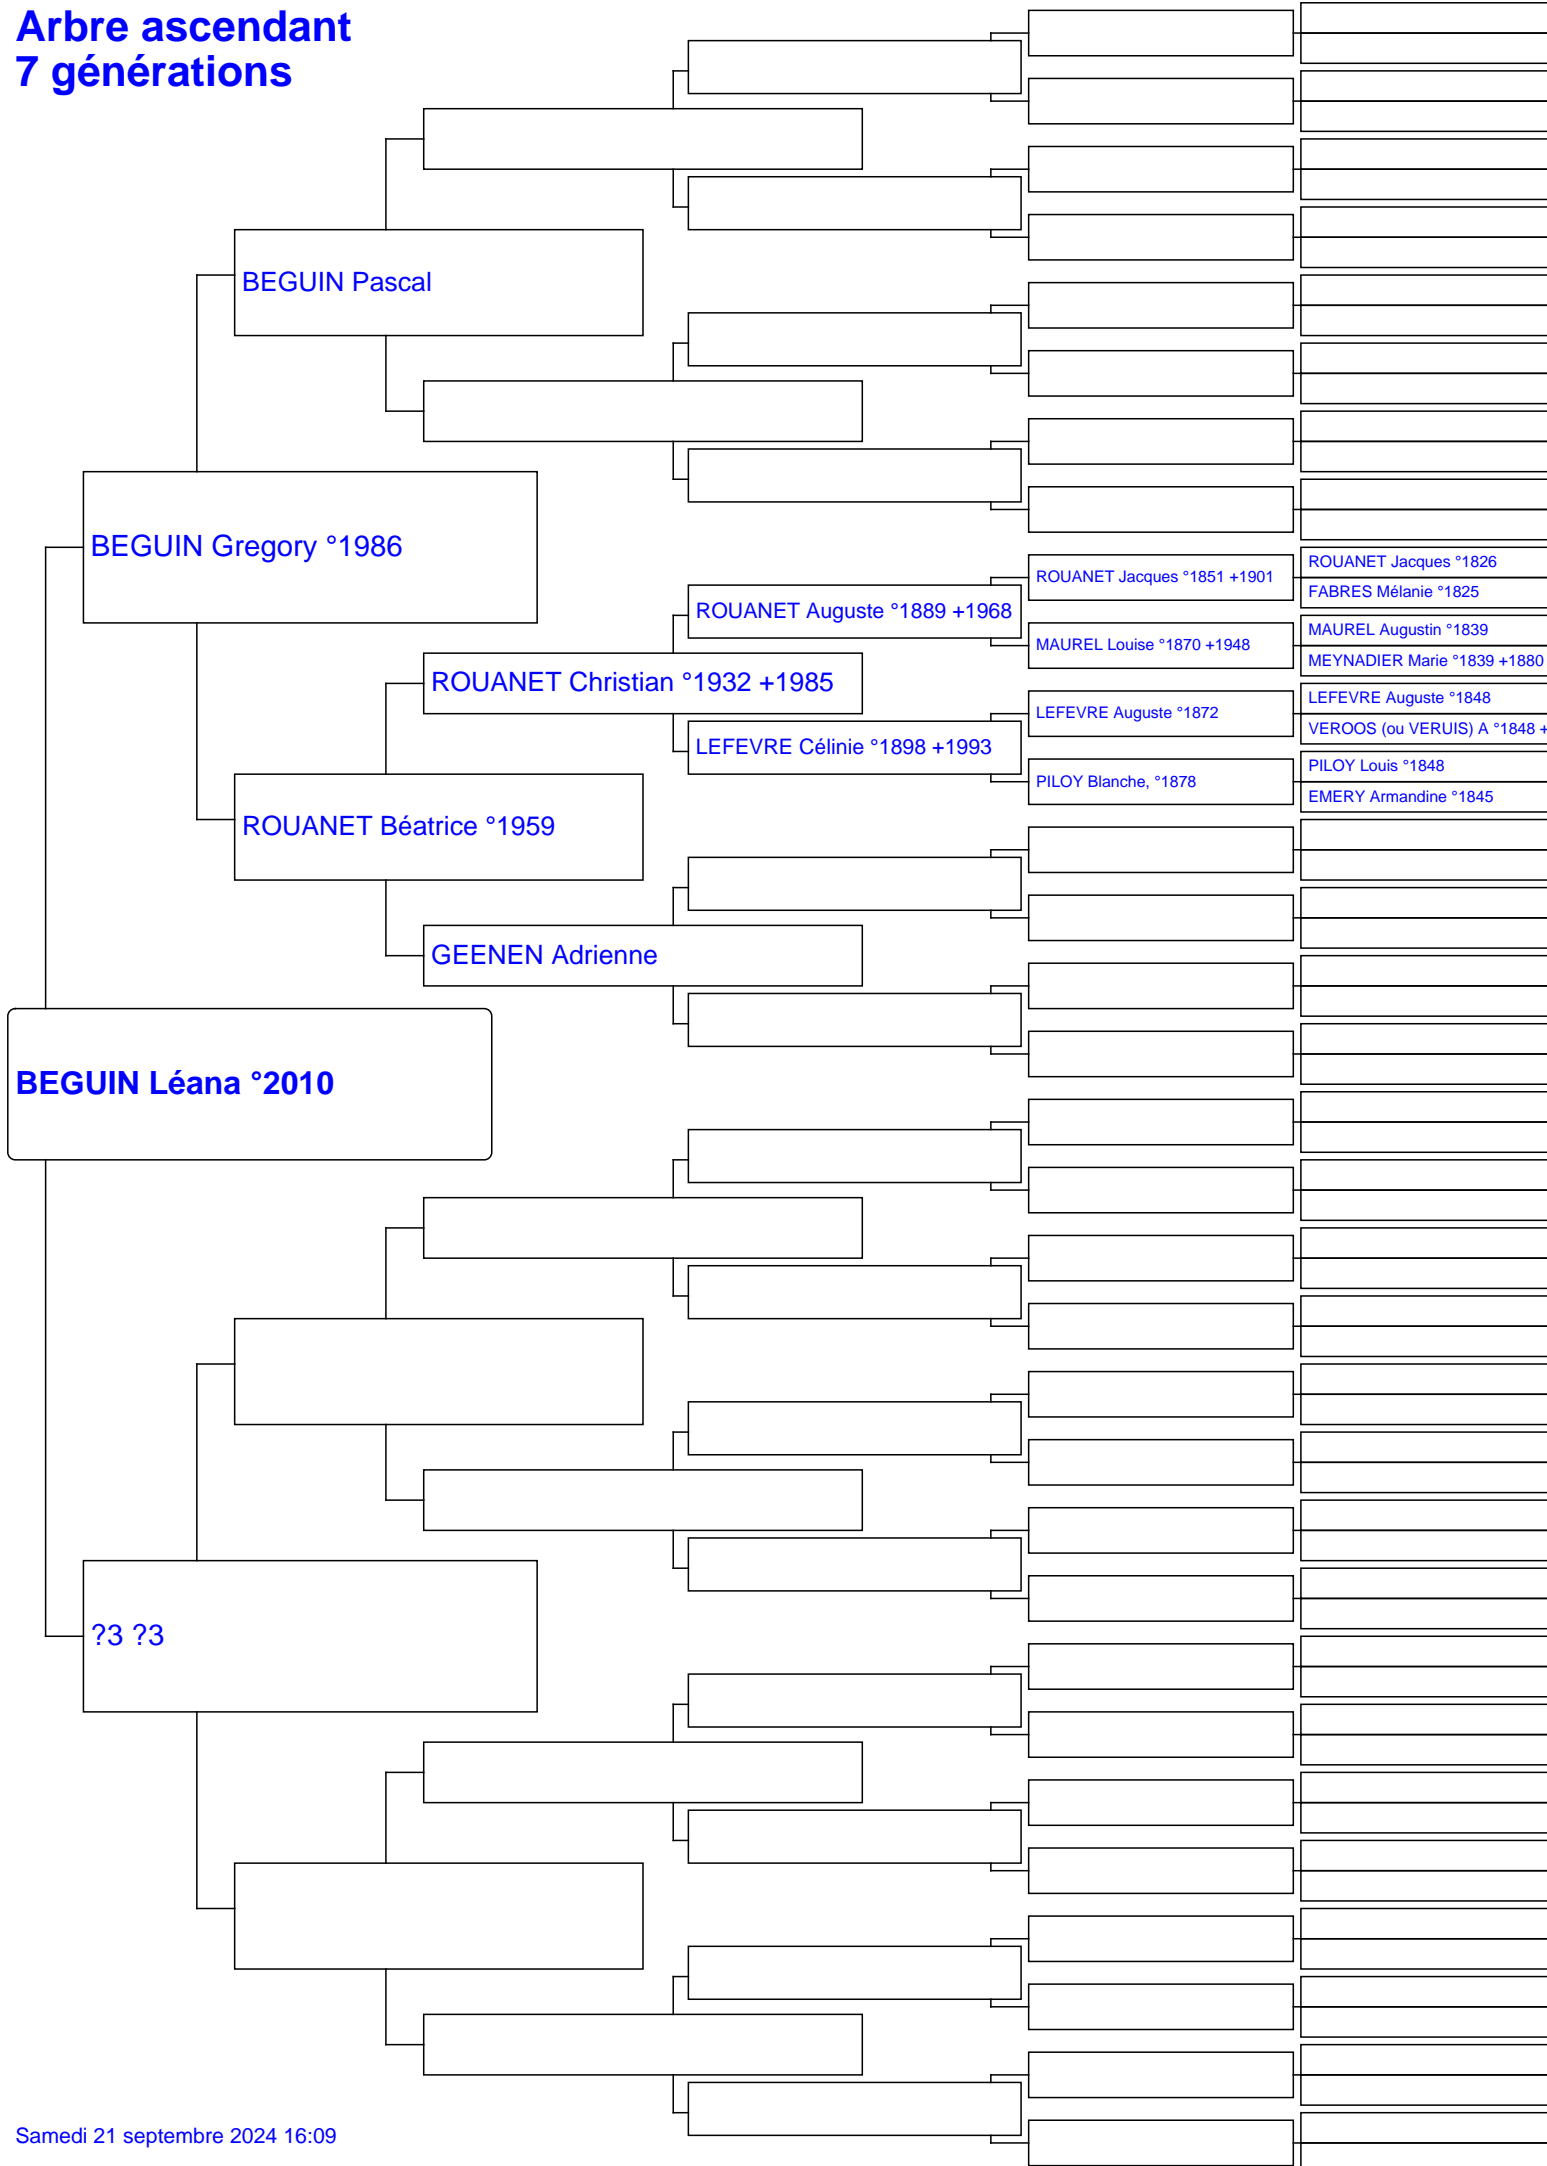 Arbre ascendant
7 générations
BEGUIN Pascal
BEGUIN Gregory °1986
ROUANET Jacques °1851 +1901
ROUANET Jacques °1826
FABRES Mélanie °1825
ROUANET Auguste °1889 +1968
MAUREL Louise °1870 +1948
MAUREL Augustin °1839
MEYNADIER Marie °1839 +1880
ROUANET Christian °1932 +1985
LEFEVRE Auguste °1872
LEFEVRE Auguste °1848
VEROOS (ou VERUIS) A °1848 +
LEFEVRE Célinie °1898 +1993
PILOY Blanche, °1878
PILOY Louis °1848
EMERY Armandine °1845
ROUANET Béatrice °1959
GEENEN Adrienne
BEGUIN Léana °2010
?3 ?3
Samedi 21 septembre 2024 16:09